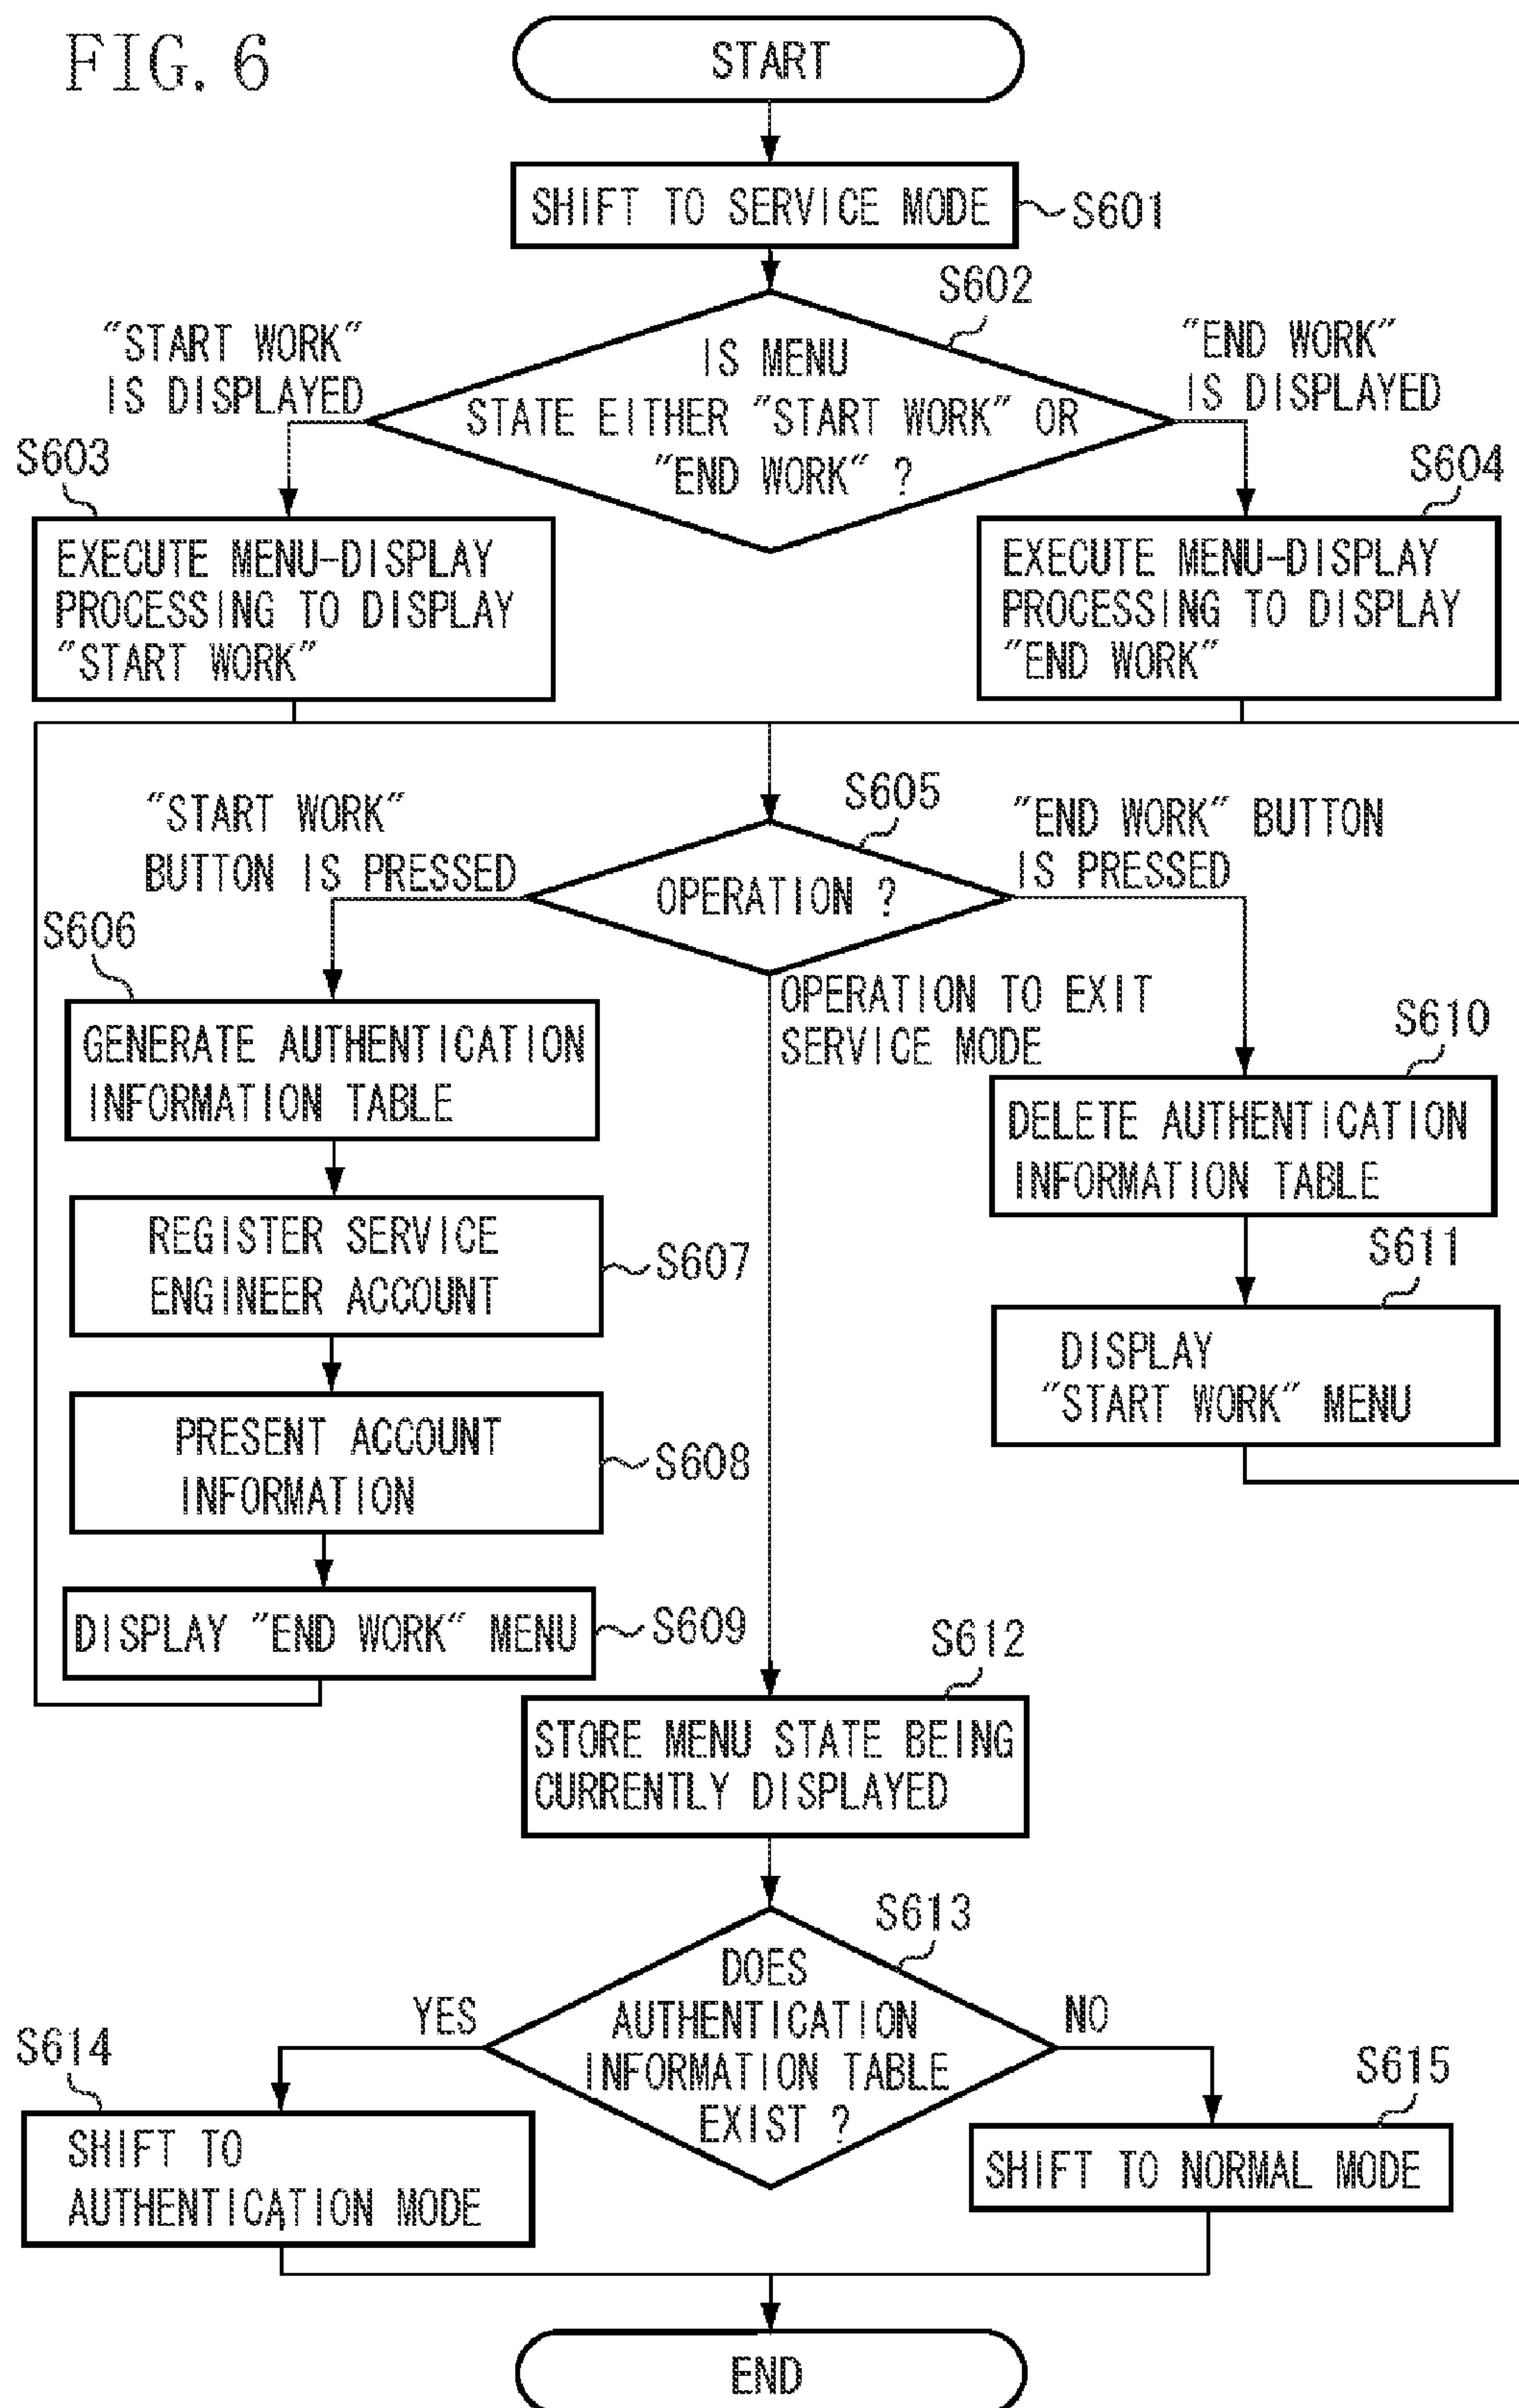 FIG. 6
START
SHIFT TO SERVICE MODE
S601
S602
"START WORK"
IS DISPLAYED
IS MENU
STATE EITHER "START WORK" OR
"END WORK" ?
"END WORK"
IS DISPLAYED
S603
EXECUTE MENU-DISPLAY
PROCESSING TO DISPLAY
"START WORK"
S604
EXECUTE MENU-DISPLAY
PROCESSING TO DISPLAY
"END WORK"
S605
"START WORK"
BUTTON IS PRESSED
OPERATION ?
"END WORK" BUTTON
IS PRESSED
OPERATION TO EXIT
SERVICE MODE
S606
GENERATE AUTHENTICATION
INFORMATION TABLE
REGISTER SERVICE
ENGINEER ACCOUNT
S607
PRESENT ACCOUNT
INFORMATION
S608
DISPLAY "END WORK" MENU
S609
S610
DELETE AUTHENTICATION
INFORMATION TABLE
S611
DISPLAY
"START WORK" MENU
S612
STORE MENU STATE BEING
CURRENTLY DISPLAYED
S613
DOES
AUTHENTICATION
INFORMATION TABLE
EXIST ?
YES
NO
S614
SHIFT TO
AUTHENTICATION MODE
S615
SHIFT TO NORMAL MODE
END